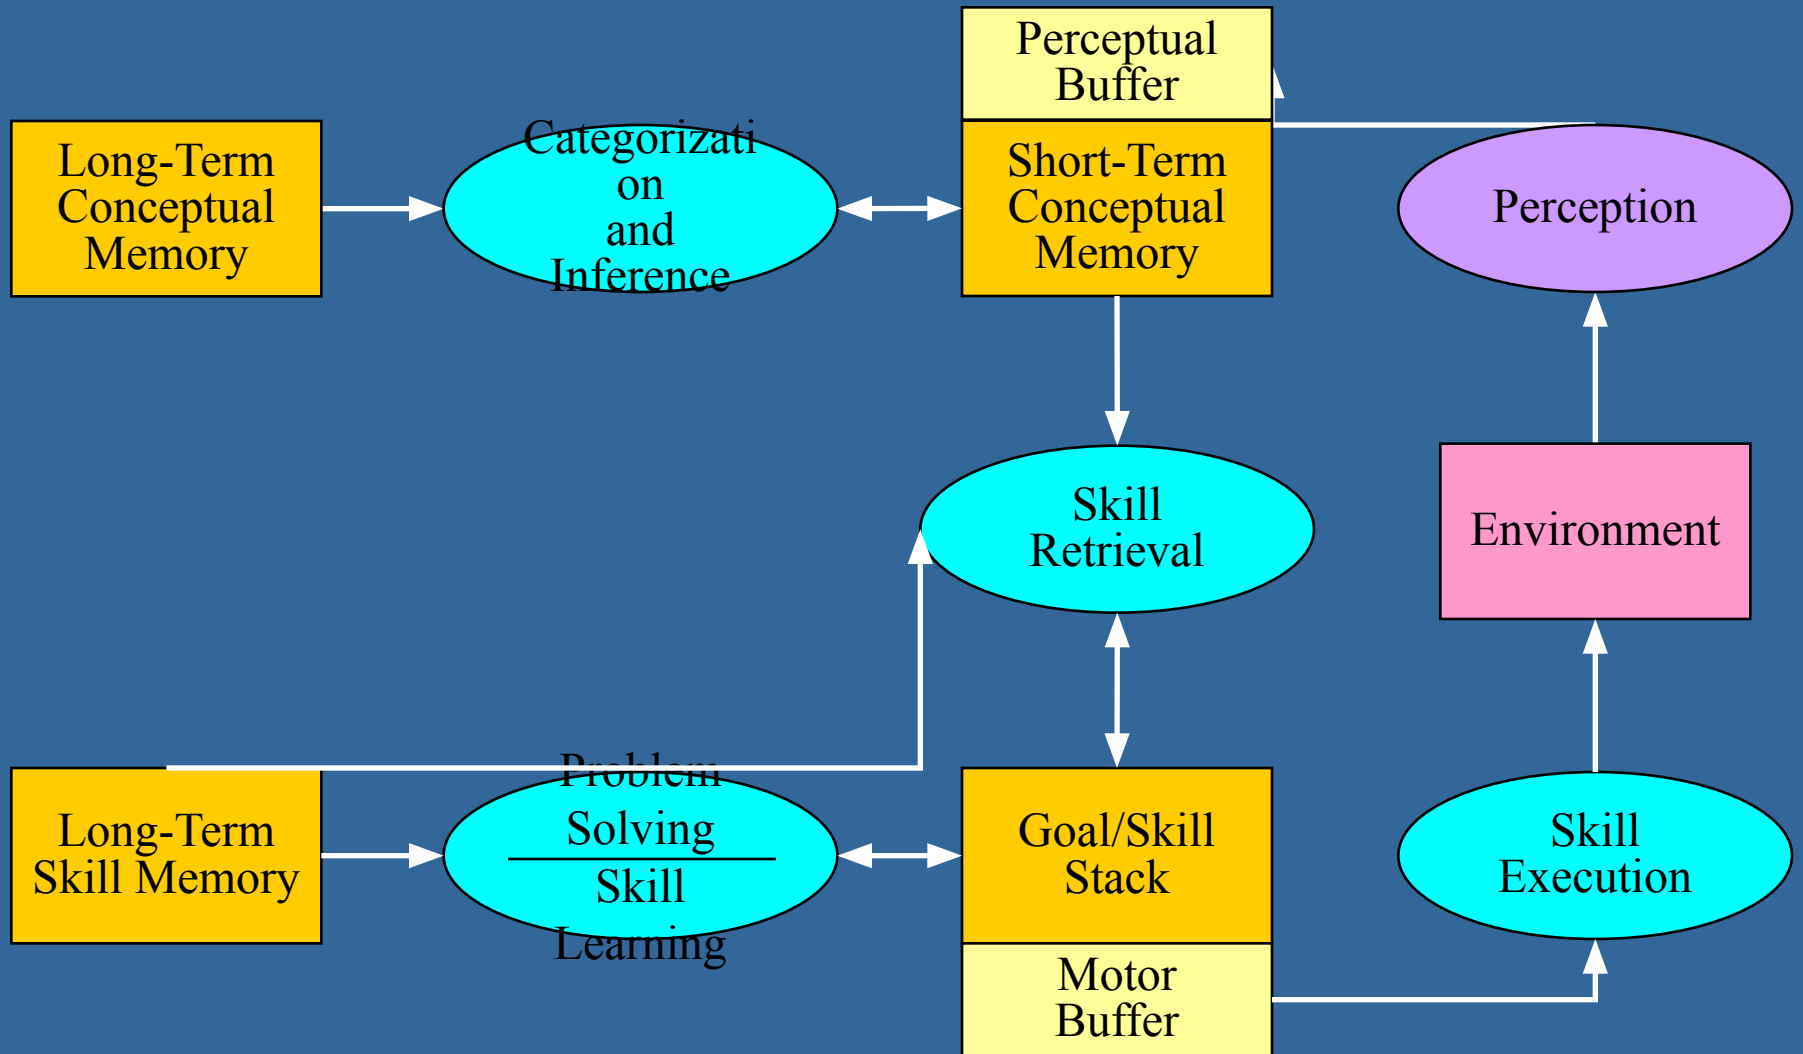 Perceptual
Buffer
Long-Term
Conceptual
Memory
Categorizati
on
and
Inference
Short-Term
Conceptual
Memory
Perception
Skill
Retrieval
Environment
Long-Term
Skill Memory
Problem
Solving
Skill
Learning
Goal/Skill
Stack
Skill
Execution
Motor
Buffer